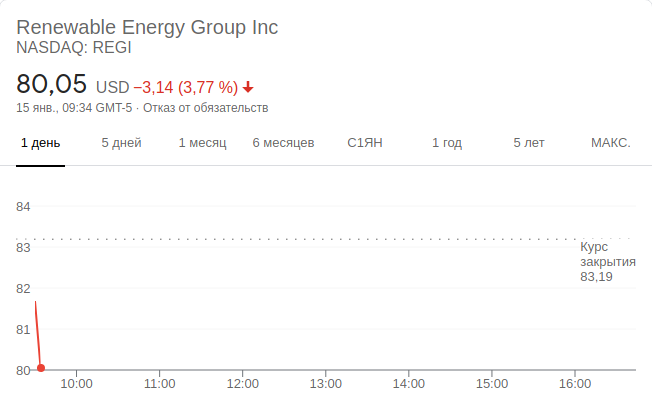 Renewable Energy Group Inc
NASDAQ: REGI
80,05 USD −3,14 (3,77 %)
15 янв., 09:34 GMT-5 · Отказ от обязательств
1 день 5 дней 1 месяц 6 месяцев С1ЯН 1 год 5 лет МАКС.
84
83
Курс
закрытия
83,19
82
81
80
10:00 11:00 12:00 13:00 14:00 15:00 16:00